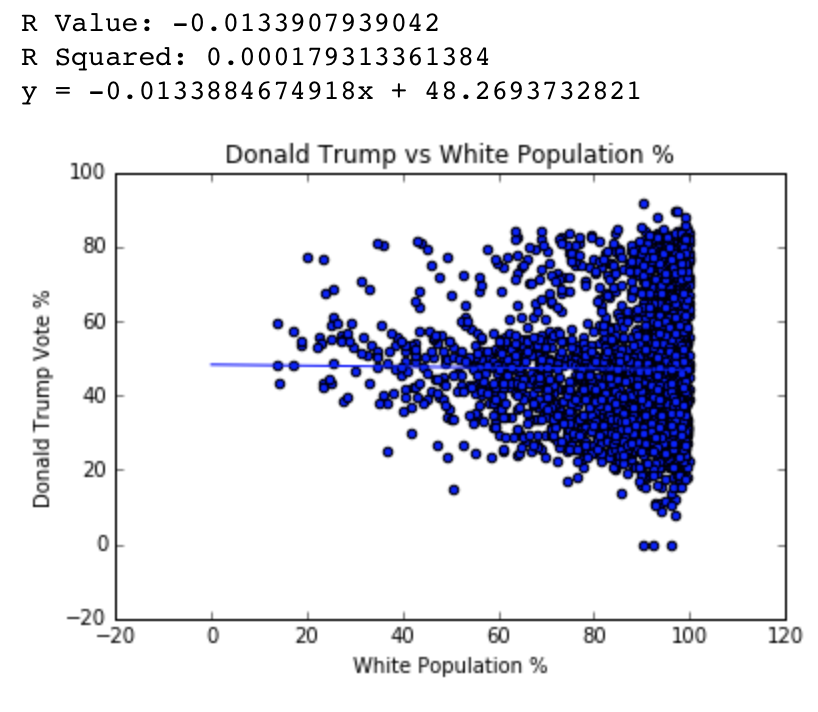 R Value: -0.0133907939042
R Squared: 0.000179313361384
y = -0.0133884674918x + 48.2693732821
Donald Trump vs White Population %
100
80
60
40
20
0
−20
Donald Trump Vote %
−20 0 20 40 60 80 100 120
White Population %